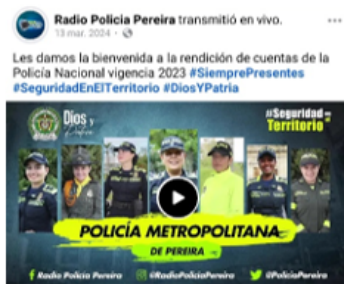 Radio Policía Pereira transmitió en vivo.
13 mar. 2024
Les damos la bienvenida a la rendición de cuentas de la
Policía Nacional vigencia 2023 #SiemprePresentes
#SeguridadEnElTerritorio #DiosYPatria
Dios y
Patria
#Seguridad
Territorio
POLICÍA METROPOLITANA
DE PEREIRA
Radio Policía Pereira
@RadioPoliciaPereira
@PoliciaPereira